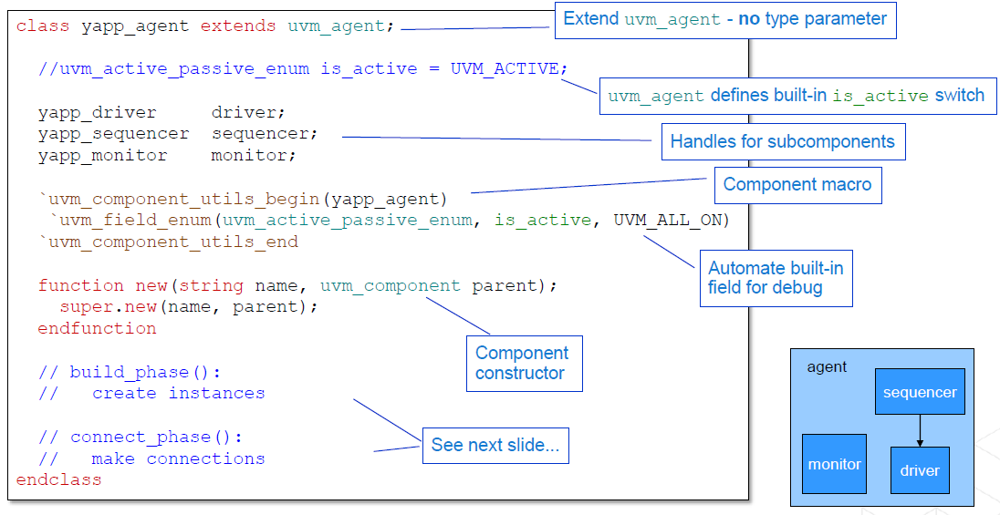 class yapp_agent extends uvm_agent;
Extend uvm_agent - no type parameter
//uvm_active_passive_enum is_active = UVM_ACTIVE;
uvm_agent defines built-in is_active switch
yapp_driver driver;
yapp_sequencer sequencer;
yapp_monitor monitor;
Handles for subcomponents
Component macro
`uvm_component_utils_begin(yapp_agent)
`uvm_field_enum(uvm_active_passive_enum, is_active, UVM_ALL_ON)
`uvm_component_utils_end
Automate built-in
field for debug
function new(string name, uvm_component parent);
super.new(name, parent);
endfunction
Component
constructor
// build_phase():
// create instances
// connect_phase():
// make connections
See next slide...
endclass
agent
sequencer
monitor
driver